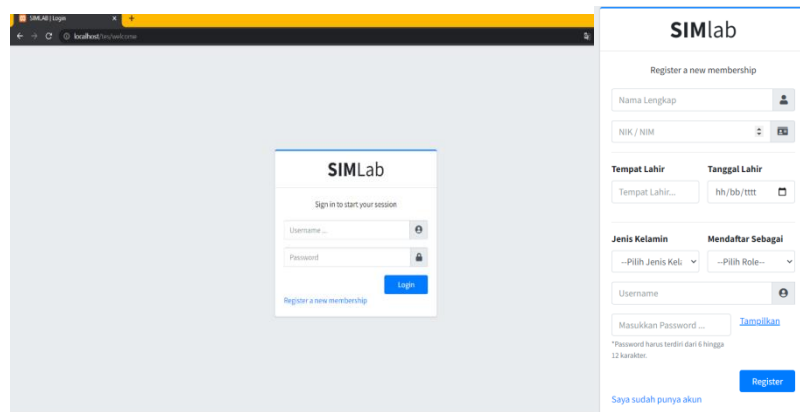 SIMLAB | Login
localhost/tes/welcome
SIMLab
Sign in to start your session
Username ...
Password
Login
Register a new membership
SIMlab
Register a new membership
Nama Lengkap
NIK / NIM
Tempat Lahir Tanggal Lahir
Tempat Lahir... hh/bb/tttt
Jenis Kelamin Mendaftar Sebagai
--Pilih Jenis Kela --Pilih Role--
Username
Masukkan Password ... Tampilkan
*Password harus terdiri dari 6 hingga
12 karakter.
Register
Saya sudah punya akun